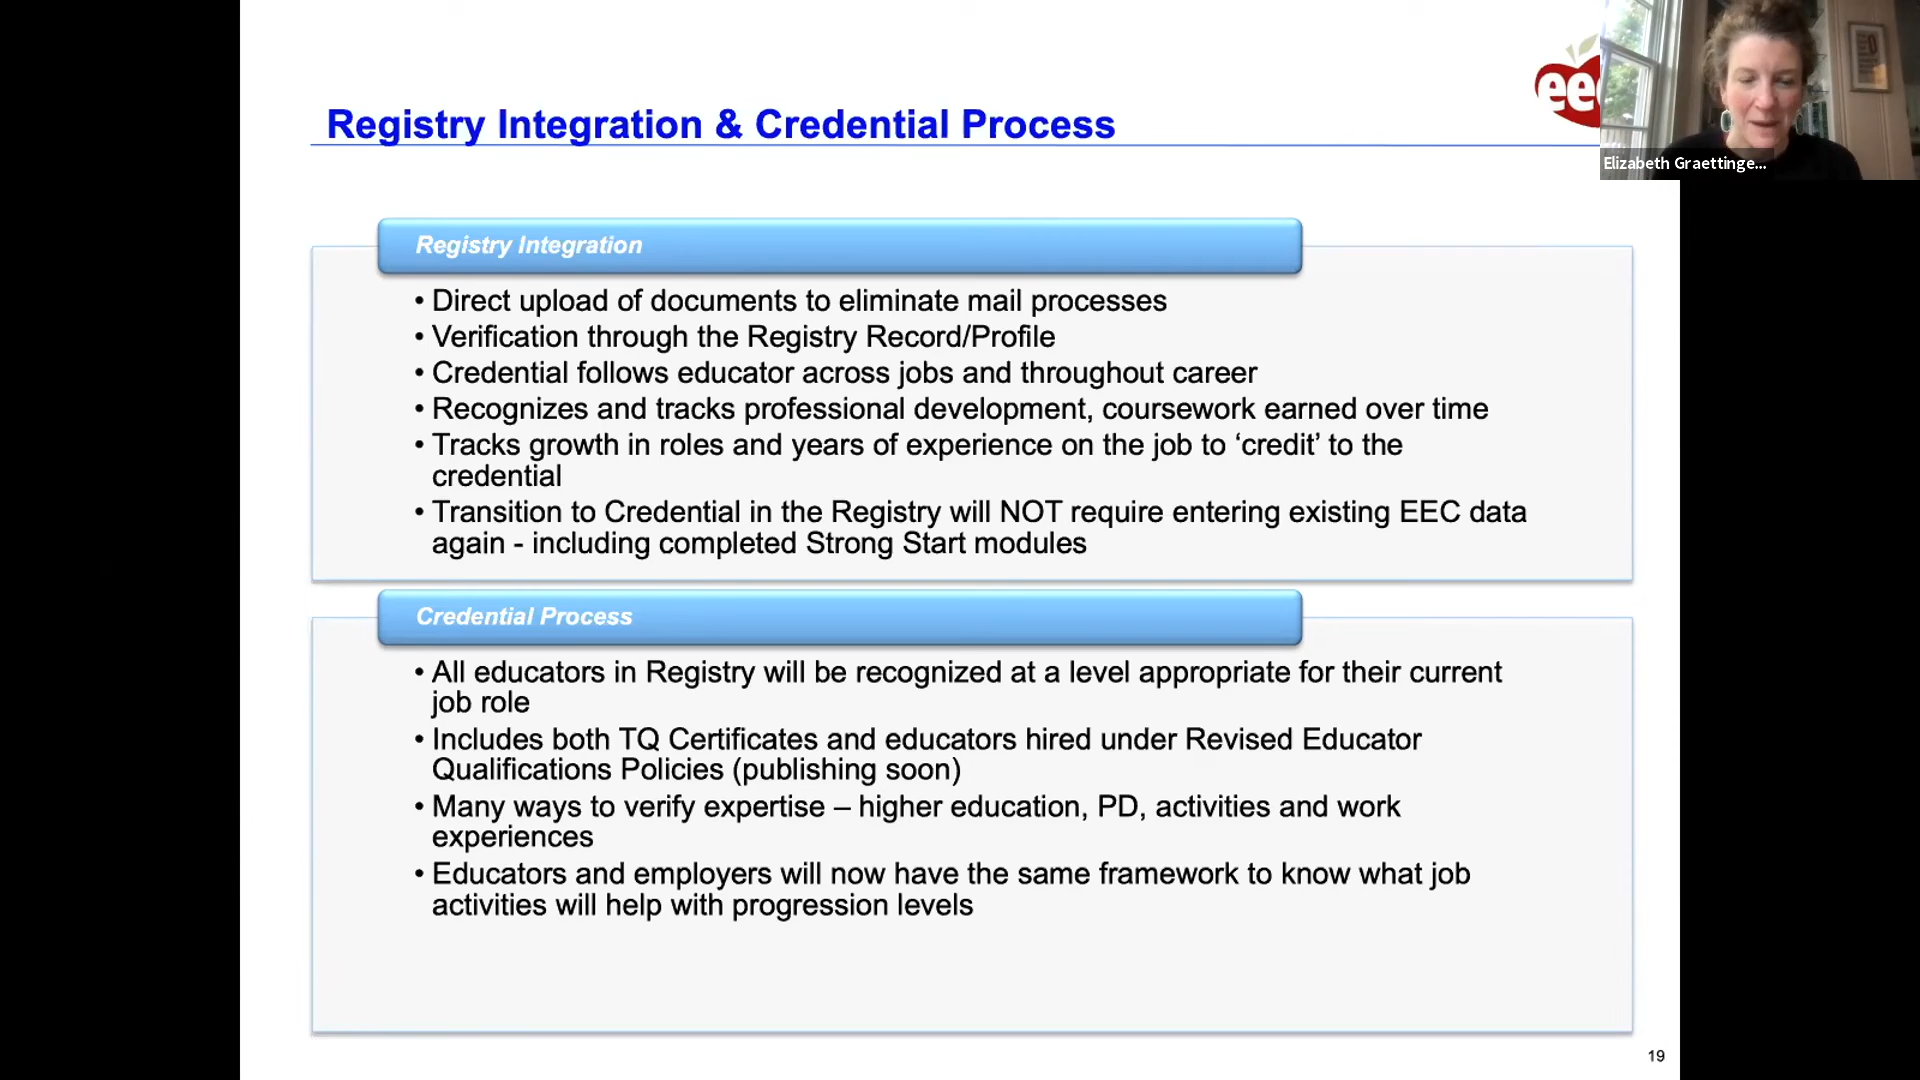 Registry Integration & Credential Process
eec
Elizabeth Graettinge...
Registry Integration
• Direct upload of documents to eliminate mail processes
• Verification through the Registry Record/Profile
• Credential follows educator across jobs and throughout career
• Recognizes and tracks professional development, coursework earned over time
• Tracks growth in roles and years of experience on the job to ‘credit’ to the
credential
• Transition to Credential in the Registry will NOT require entering existing EEC data
again - including completed Strong Start modules
Credential Process
• All educators in Registry will be recognized at a level appropriate for their current
job role
• Includes both TQ Certificates and educators hired under Revised Educator
Qualifications Policies (publishing soon)
• Many ways to verify expertise – higher education, PD, activities and work
experiences
• Educators and employers will now have the same framework to know what job
activities will help with progression levels
19